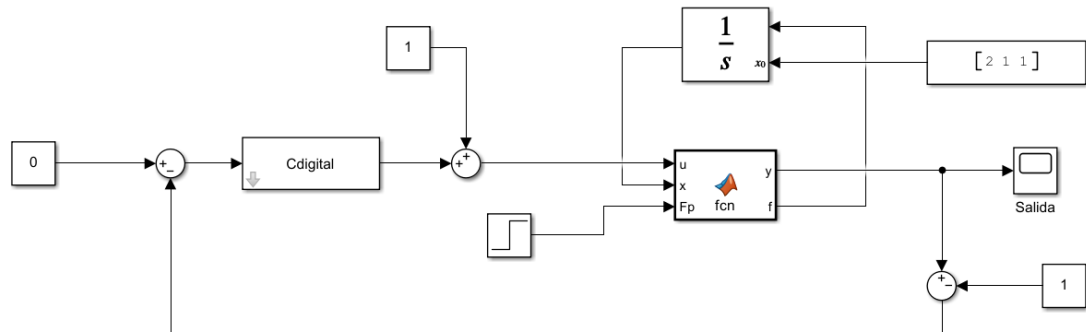 1
1
s
x₀
[2 1 1]
0
+
−
Cdigital
+
+
u
x
Fp
y
f
fcn
Salida
+
−
1